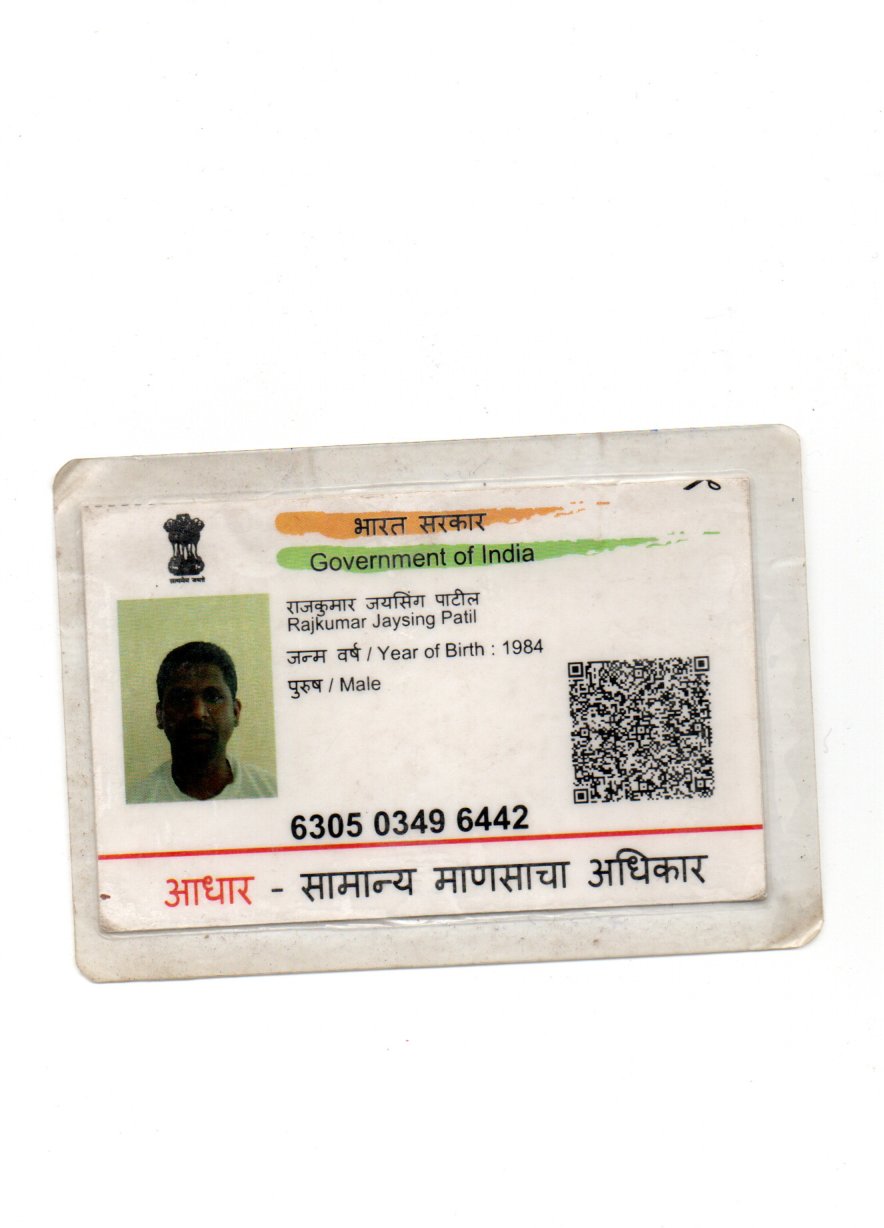 भारत सरकार
Government of India
सत्यमेव जयते
राजकुमार जयसिंग पाटील
Rajkumar Jaysing Patil
जन्म वर्ष / Year of Birth : 1984
पुरुष / Male
6305 0349 6442
आधार - सामान्य माणसाचा अधिकार